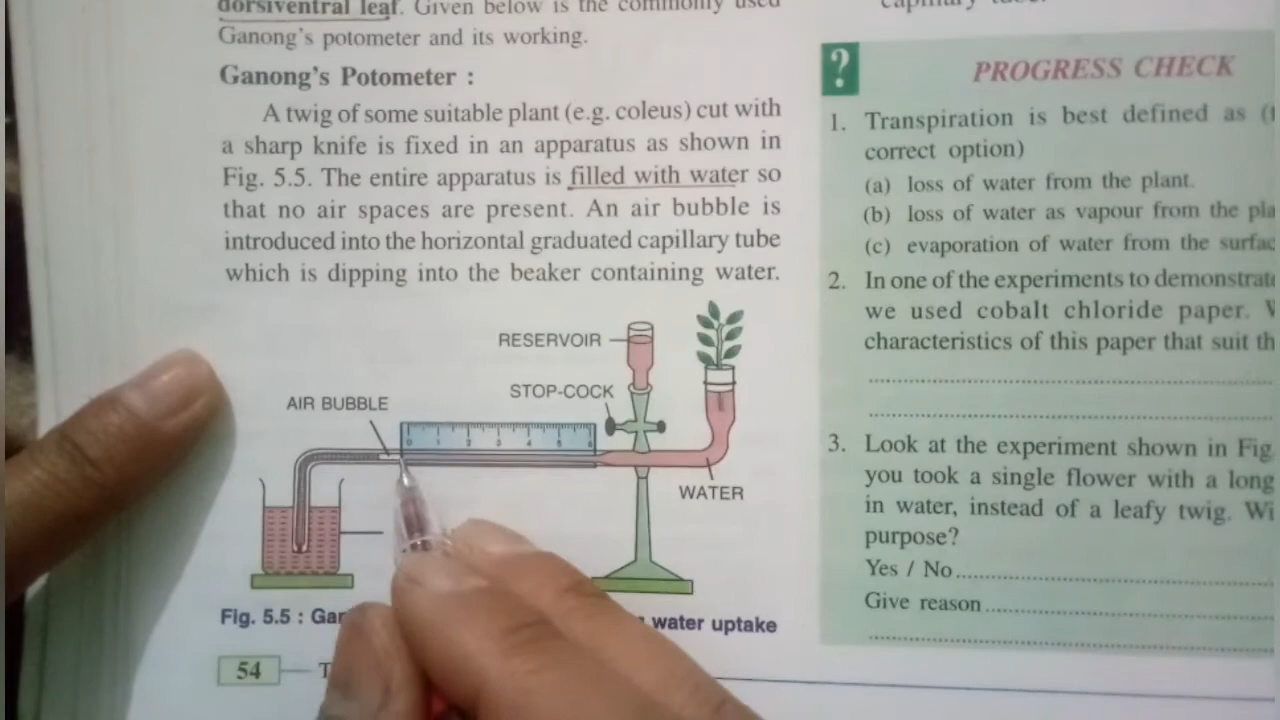 dorsiventral leaf. Given below is the commonly used
Ganong's potometer and its working.
Ganong's Potometer :
A twig of some suitable plant (e.g. coleus) cut with
a sharp knife is fixed in an apparatus as shown in
Fig. 5.5. The entire apparatus is filled with water so
that no air spaces are present. An air bubble is
introduced into the horizontal graduated capillary tube
which is dipping into the beaker containing water.
RESERVOIR
STOP-COCK
AIR BUBBLE
0 1 2 3 4 5 6
WATER
Fig. 5.5 : water uptake
54
?
PROGRESS CHECK
1. Transpiration is best defined as
correct option)
(a) loss of water from the plant.
(b) loss of water as vapour from the
(c) evaporation of water from the
2. In one of the experiments to
we used cobalt chloride paper.
characteristics of this paper that suit
3. Look at the experiment shown in Fig
you took a single flower with a long
in water, instead of a leafy twig.
purpose?
Yes / No
Give reason